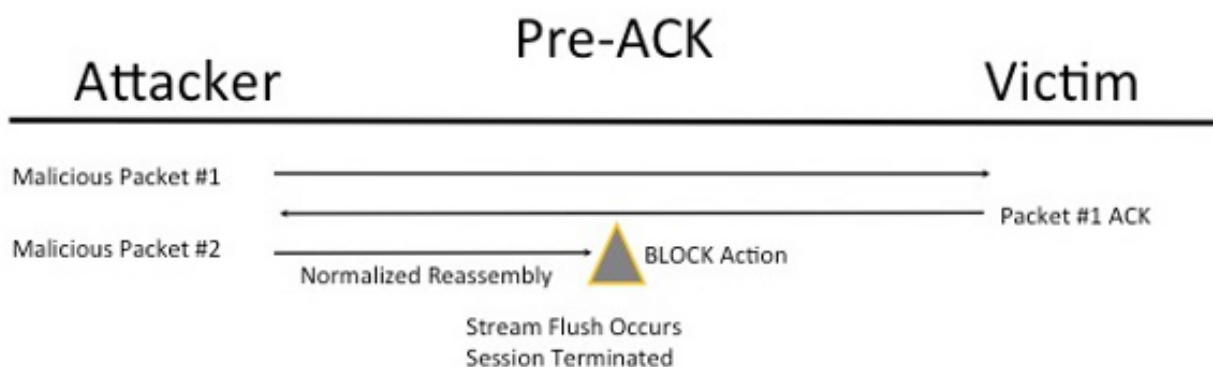 Pre-ACK
Attacker
Victim
Malicious Packet #1
Packet #1 ACK
Malicious Packet #2
BLOCK Action
Normalized Reassembly
Stream Flush Occurs
Session Terminated